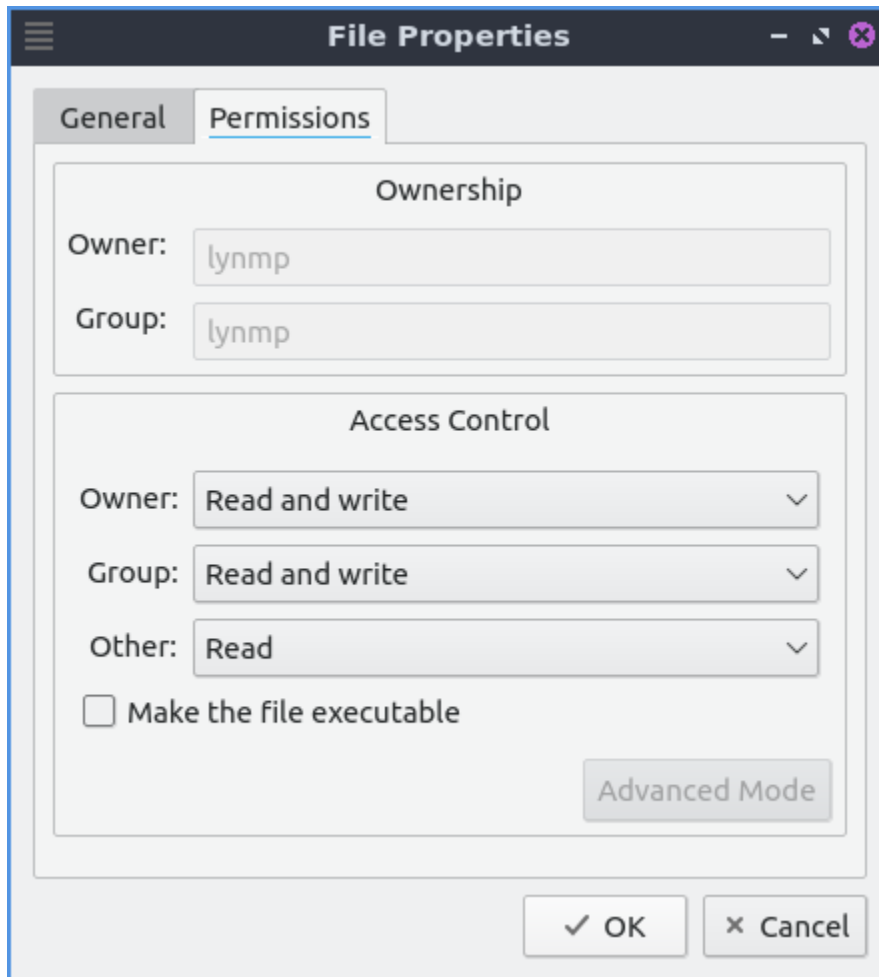 File Properties
General Permissions
Ownership
Owner: lynmp
Group: lynmp
Access Control
Owner: Read and write
Group: Read and write
Other: Read
Make the file executable
Advanced Mode
OK Cancel